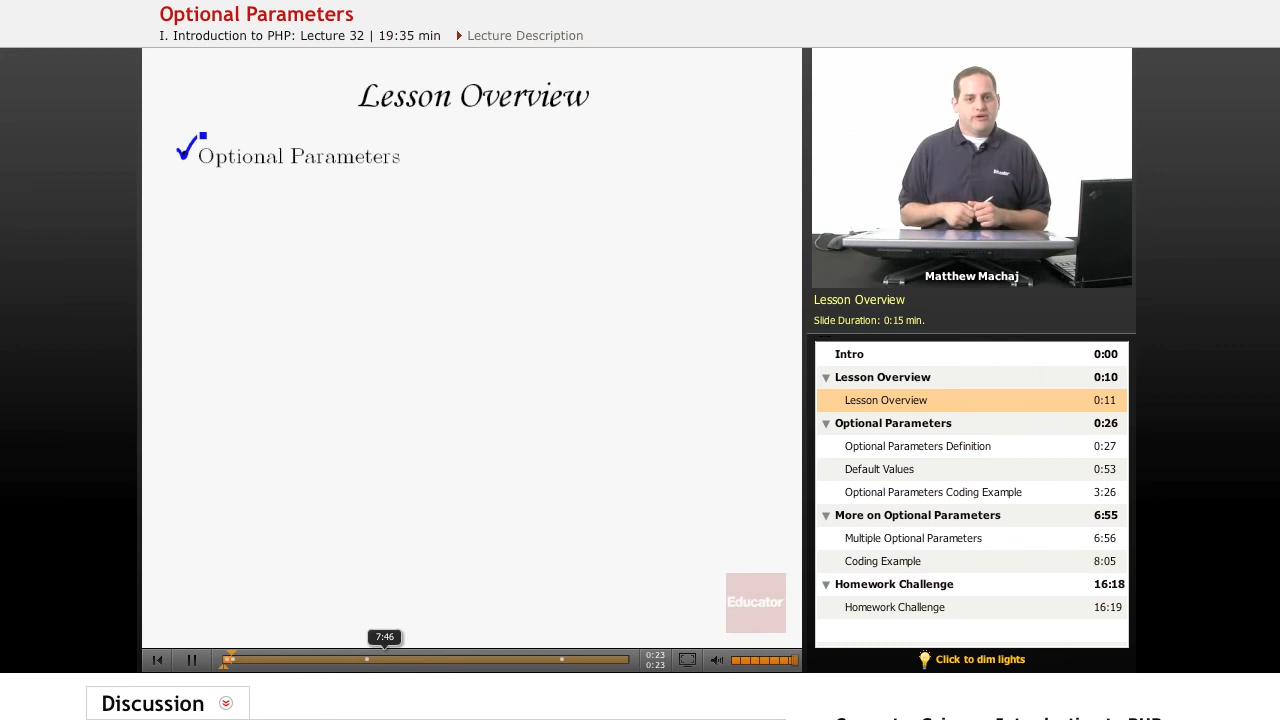 Optional Parameters
I. Introduction to PHP: Lecture 32 | 19:35 min Lecture Description
Lesson Overview
Optional Parameters
Educator
Matthew Machaj
Lesson Overview
Slide Duration: 0:15 min.
Intro 0:00
Lesson Overview 0:10
Lesson Overview 0:11
Optional Parameters 0:26
Optional Parameters Definition 0:27
Default Values 0:53
Optional Parameters Coding Example 3:26
More on Optional Parameters 6:55
Multiple Optional Parameters 6:56
Coding Example 8:05
Homework Challenge 16:18
Homework Challenge 16:19
7:46
0:23
0:23
Click to dim lights
Discussion